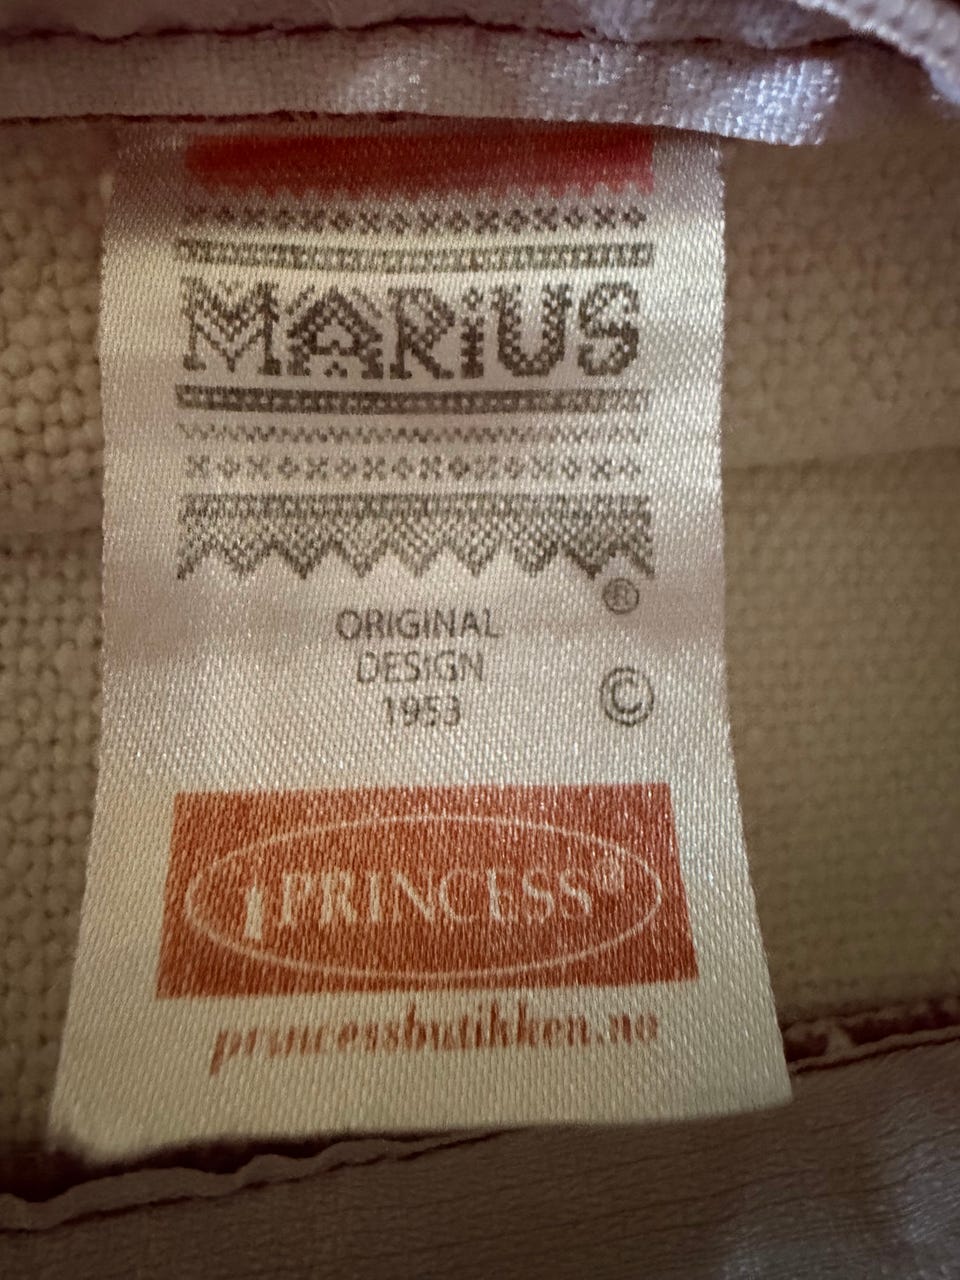 MARiUS
®
ORIGINAL
DESIGN
1953
©
PRINCESS®
princessbutikken.no